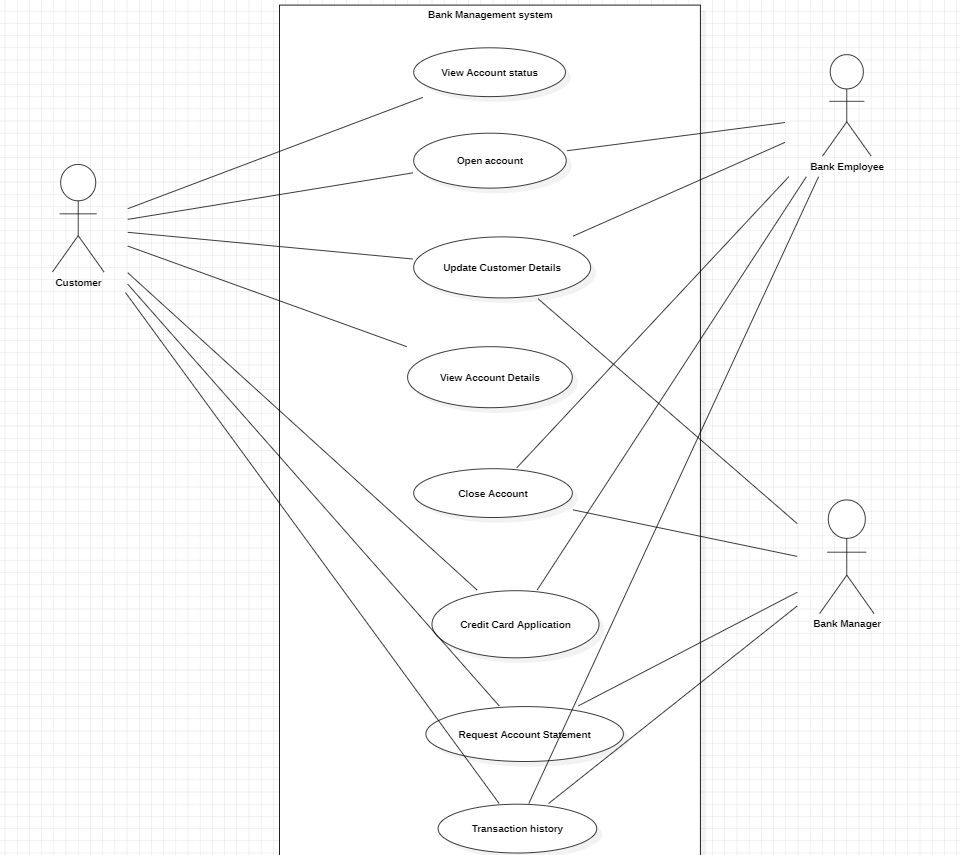 Bank Management system
View Account status
Open account
Bank Employee
Update Customer Details
Customer
View Account Details
Close Account
Credit Card Application
Bank Manager
Request Account Statement
Transaction history